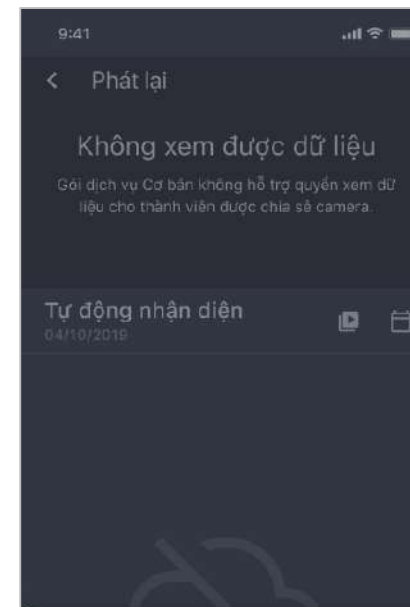 9:41
Phát lại
Không xem được dữ liệu
Gói dịch vụ Cơ bản không hỗ trợ quyền xem dữ
liệu cho thành viên được chia sẻ camera.
Tự động nhận diện
04/10/2019